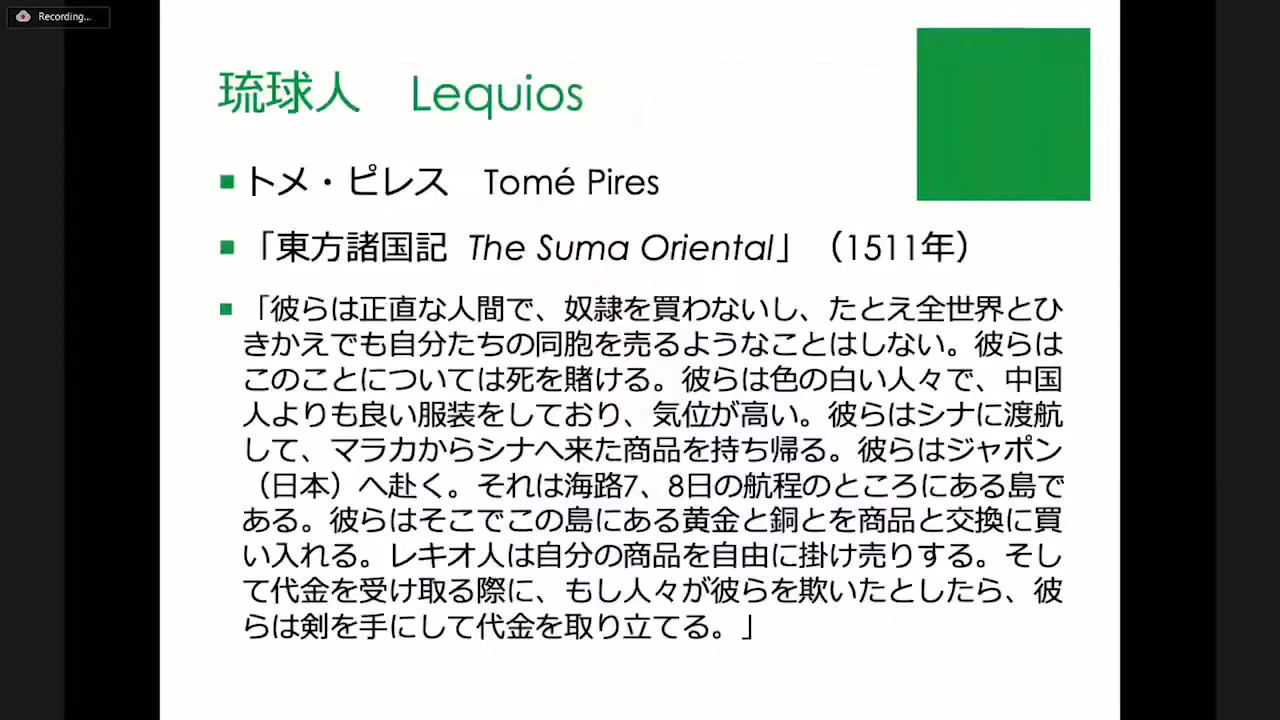 Recording...
琉球人　Lequios
トメ・ピレス　Tomé Pires
「東方諸国記 The Suma Oriental」（1511年）
「彼らは正直な人間で、奴隷を買わないし、たとえ全世界とひ
きかえでも自分たちの同胞を売るようなことはしない。彼らは
このことについては死を賭ける。彼らは色の白い人々で、中国
人よりも良い服装をしており、気位が高い。彼らはシナに渡航
して、マラカからシナへ来た商品を持ち帰る。彼らはジャポン
（日本）へ赴く。それは海路7、8日の航程のところにある島で
ある。彼らはそこでこの島にある黄金と銅とを商品と交換に買
い入れる。レキオ人は自分の商品を自由に掛け売りする。そし
て代金を受け取る際に、もし人々が彼らを欺いたとしたら、彼
らは剣を手にして代金を取り立てる。」